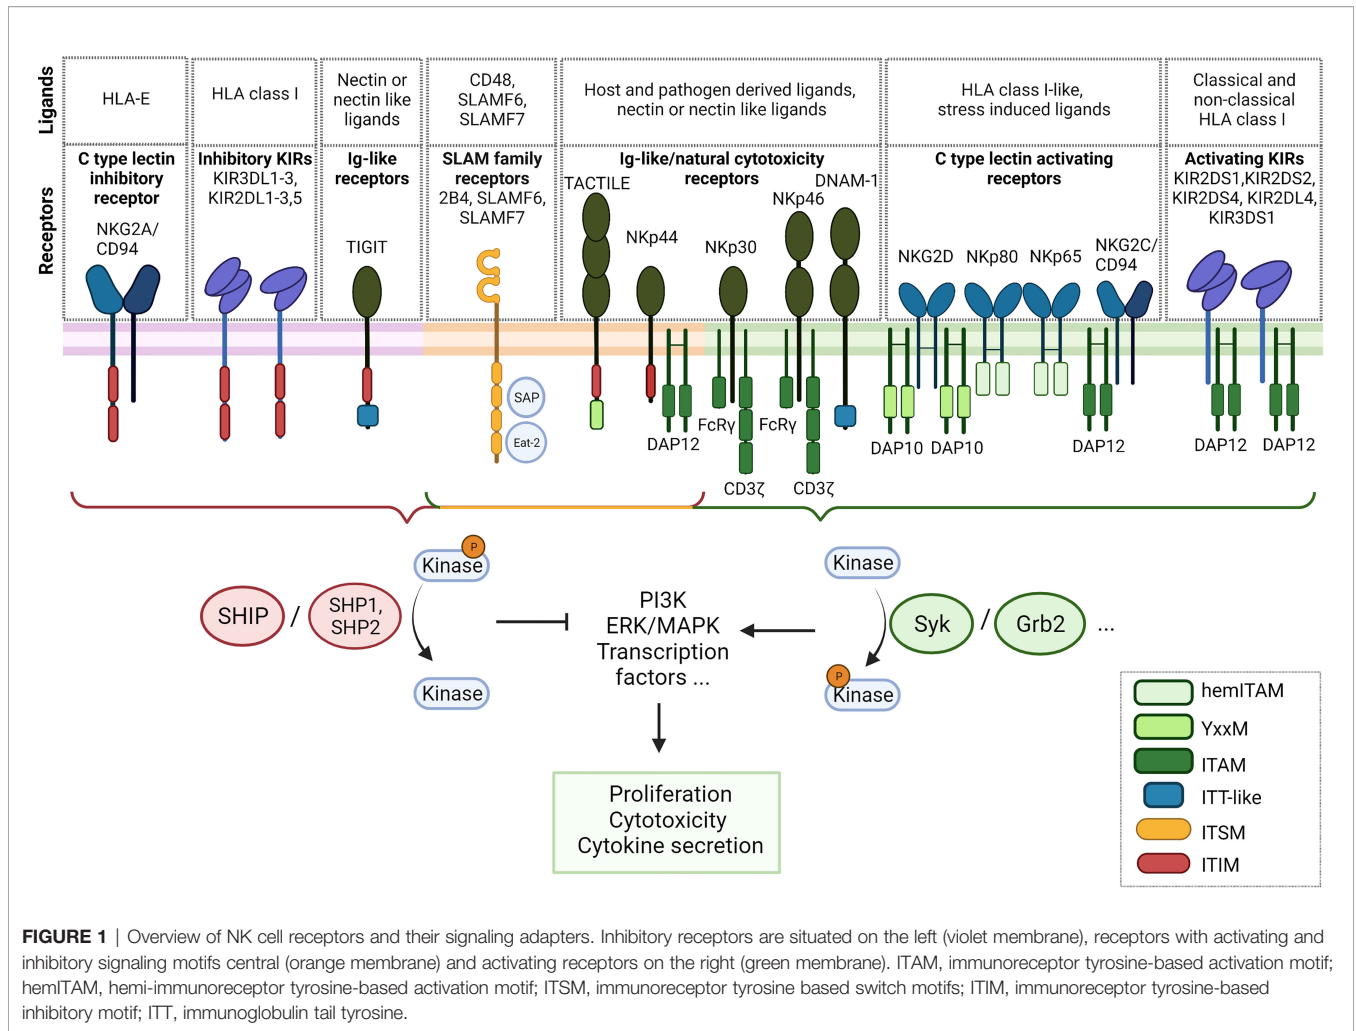 Ligands
HLA-E
HLA class I
Nectin or
nectin like
ligands
CD48,
SLAMF6,
SLAMF7
Host and pathogen derived ligands,
nectin or nectin like ligands
HLA class I-like,
stress induced ligands
Classical and
non-classical
HLA class I
Receptors
C type lectin
inhibitory
receptor
NKG2A/
CD94
Inhibitory KIRs
KIR3DL1-3,
KIR2DL1-3,5
Ig-like
receptors
TIGIT
SLAM family
receptors
2B4, SLAMF6,
SLAMF7
Ig-like/natural cytotoxicity
receptors
TACTILE
NKp44
NKp30
NKp46
DNAM-1
C type lectin activating
receptors
NKG2D
NKp80
NKp65
NKG2C/
CD94
Activating KIRs
KIR2DS1,KIR2DS2,
KIR2DS4, KIR2DL4,
KIR3DS1
SAP
Eat-2
DAP12
FcRγ
CD3ζ
FcRγ
CD3ζ
DAP10
DAP10
DAP12
DAP12
DAP12
SHIP
/
SHP1,
SHP2
P
Kinase
Kinase
PI3K
ERK/MAPK
Transcription
factors ...
Kinase
P
Kinase
Syk
/
Grb2
...
Proliferation
Cytotoxicity
Cytokine secretion
hemITAM
YxxM
ITAM
ITT-like
ITSM
ITIM
FIGURE 1 | Overview of NK cell receptors and their signaling adapters. Inhibitory receptors are situated on the left (violet membrane), receptors with activating and
inhibitory signaling motifs central (orange membrane) and activating receptors on the right (green membrane). ITAM, immunoreceptor tyrosine-based activation motif;
hemITAM, hemi-immunoreceptor tyrosine-based activation motif; ITSM, immunoreceptor tyrosine based switch motifs; ITIM, immunoreceptor tyrosine-based
inhibitory motif; ITT, immunoglobulin tail tyrosine.